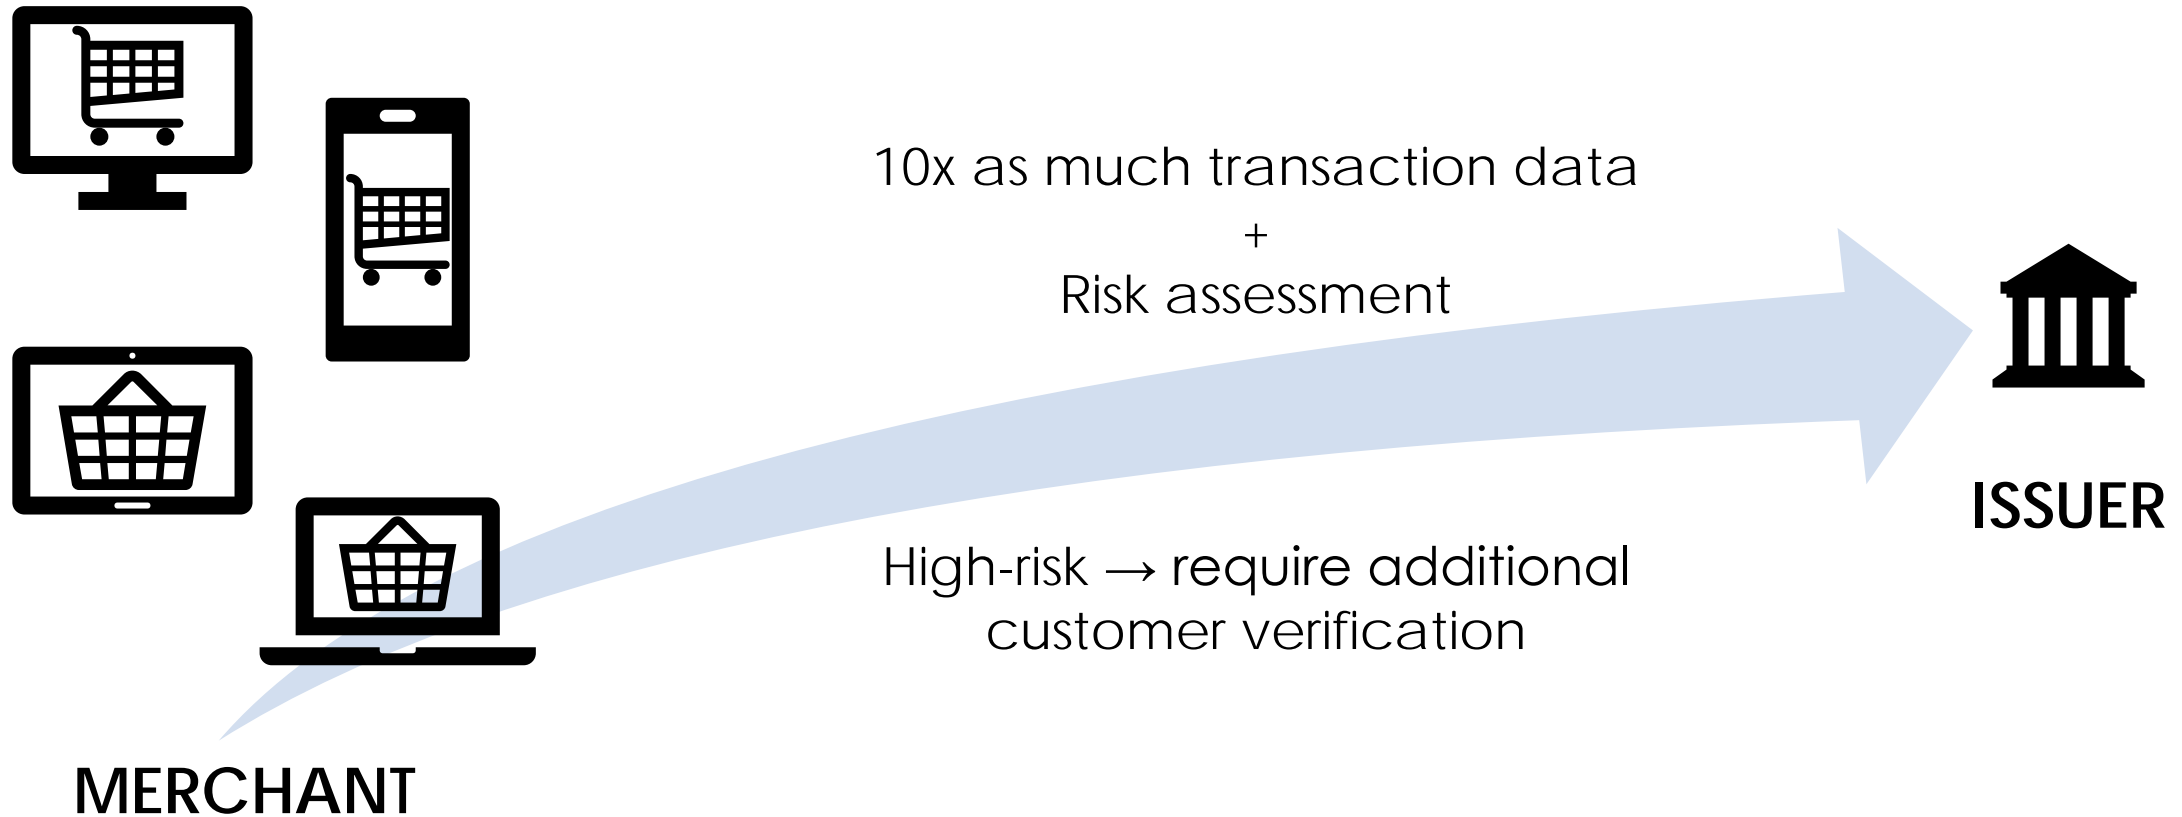 10x as much transaction data
+
Risk assessment
ISSUER
High-risk → require additional
customer verification
MERCHANT